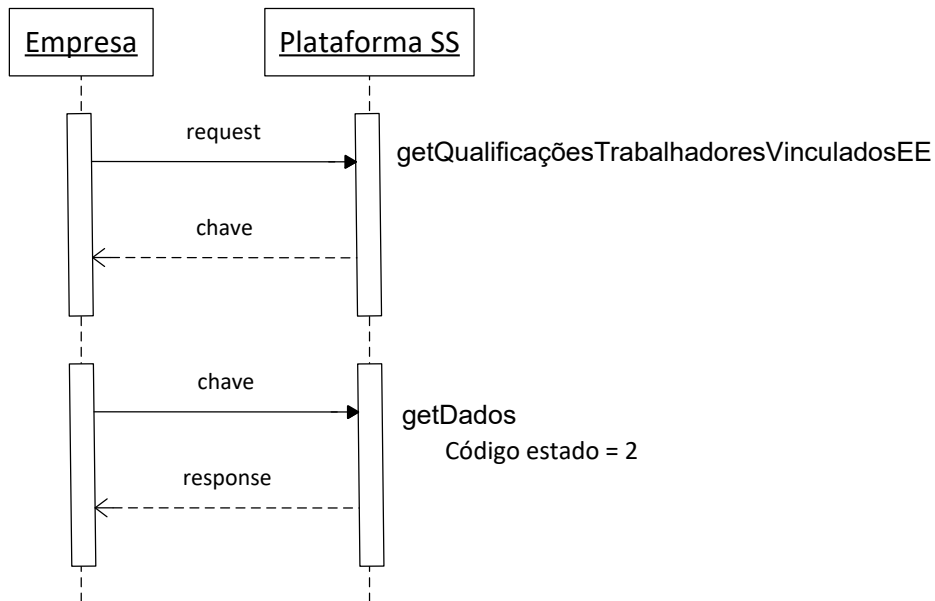 Empresa
Plataforma SS
request
getQualificaçõesTrabalhadoresVinculadosEE
chave
chave
getDados
Código estado = 2
response